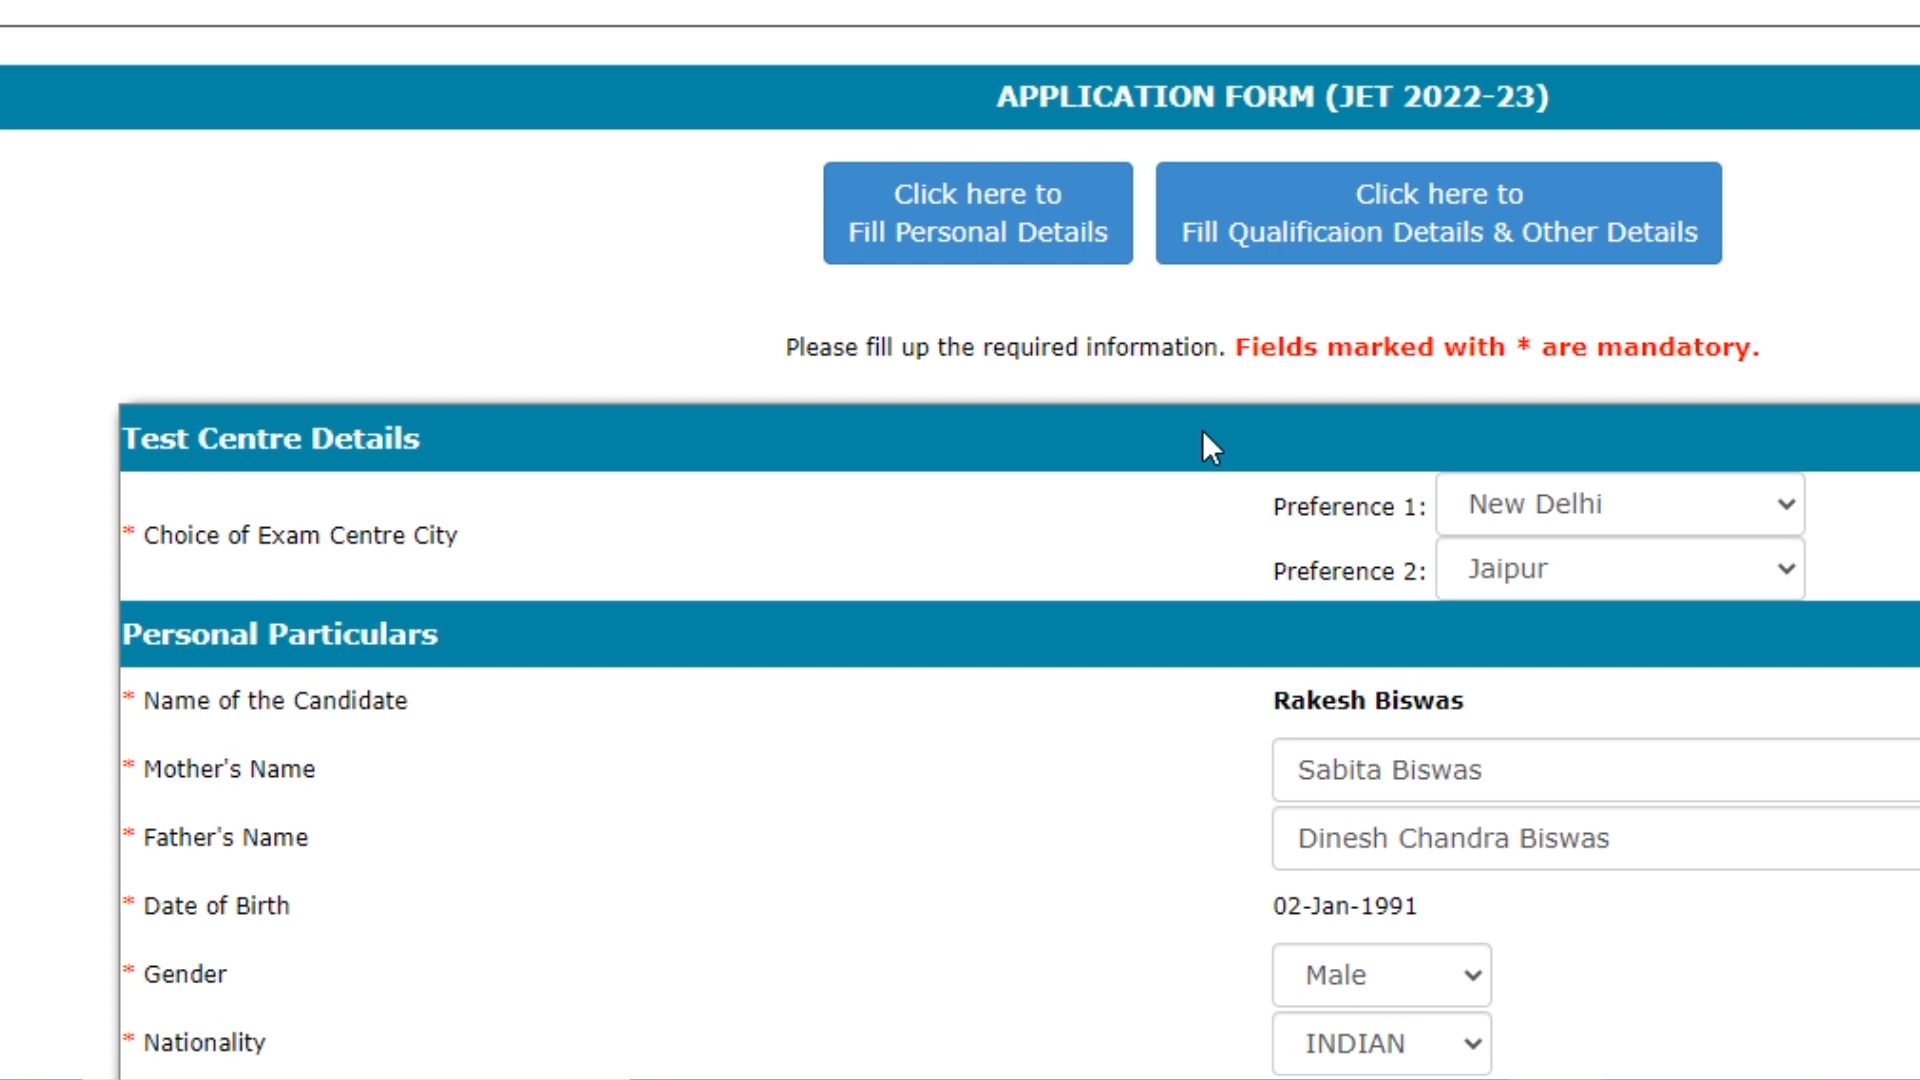 APPLICATION FORM (JET 2022-23)
Click here to
Fill Personal Details
Click here to
Fill Qualificaion Details & Other Details
Please fill up the required information. Fields marked with * are mandatory.
Test Centre Details
* Choice of Exam Centre City
Preference 1: New Delhi
Preference 2: Jaipur
Personal Particulars
* Name of the Candidate Rakesh Biswas
* Mother's Name Sabita Biswas
* Father's Name Dinesh Chandra Biswas
* Date of Birth 02-Jan-1991
* Gender Male
* Nationality INDIAN